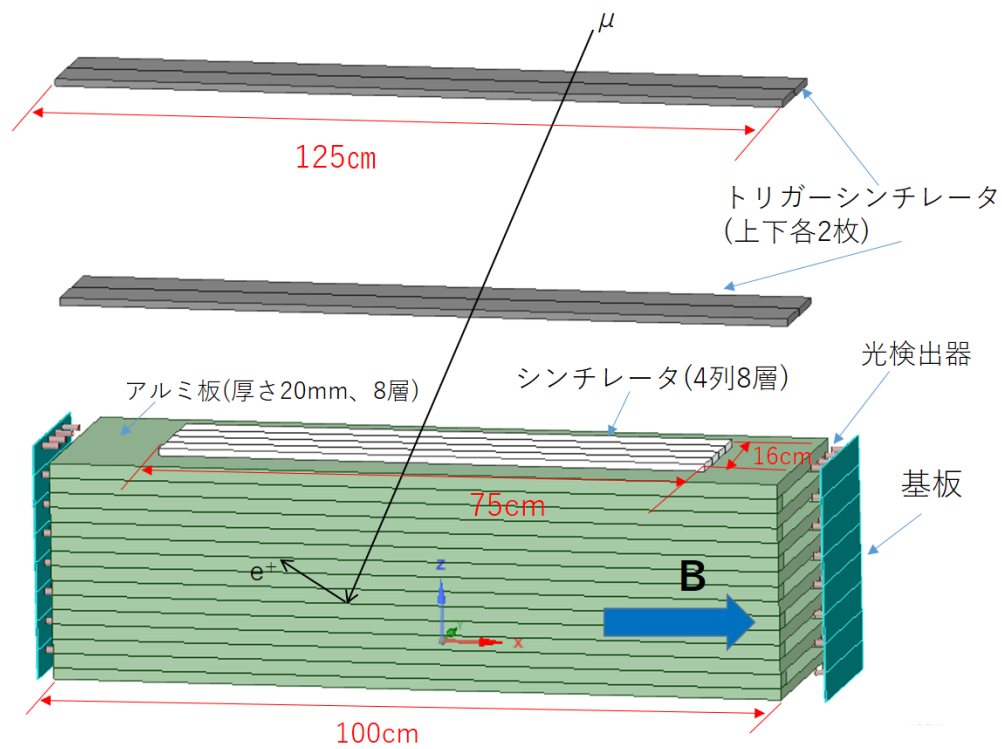 μ
125cm
トリガーシンチレータ
(上下各2枚)
光検出器
シンチレータ(4列8層)
アルミ板(厚さ20mm、8層)
16cm
75cm
基板
e⁺
z
B
y
x
100cm